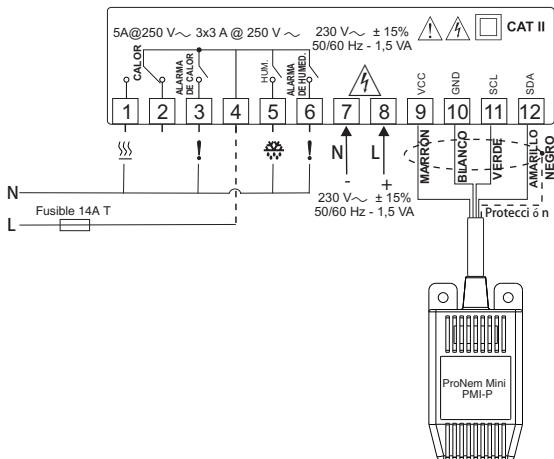 5A@250 V~ 3x3 A @ 250 V ~
230 V~ ± 15%
50/60 Hz - 1,5 VA
CAT II
CALOR
ALARMA
DE CALOR
HUM.
ALARMA
DE HUMED.
VCC
GND
SCL
SDA
1 2 3 4 5 6 7 8 9 10 11 12
! !
N L
- +
MARRÓN
BLANCO
VERDE
AMARILLO
NEGRO
N
L
Fusible 14A T
230 V~ ± 15%
50/60 Hz - 1,5 VA
Protecci ó n
ProNem Mini
PMI-P